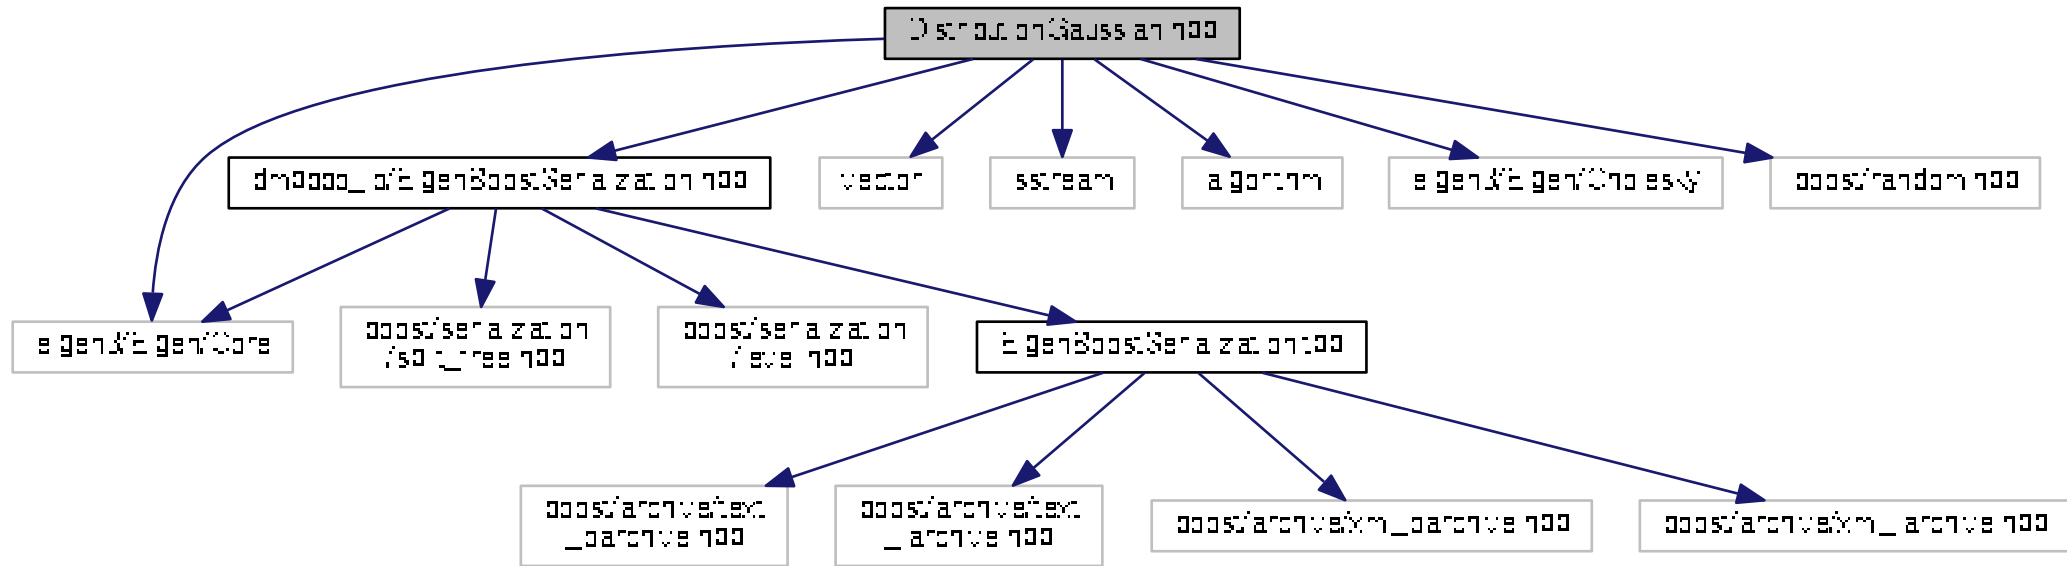 DistributionGaussian.hpp
dmpbbo_io/EigenBoostSerialization.hpp
vector
sstream
algorithm
eigen3/Eigen/Cholesky
boost/random.hpp
eigen3/Eigen/Core
boost/serialization
/split_free.hpp
boost/serialization
/level.hpp
EigenBoostSerialization.tpp
boost/archive/text
_oarchive.hpp
boost/archive/text
_iarchive.hpp
boost/archive/xml_oarchive.hpp
boost/archive/xml_iarchive.hpp